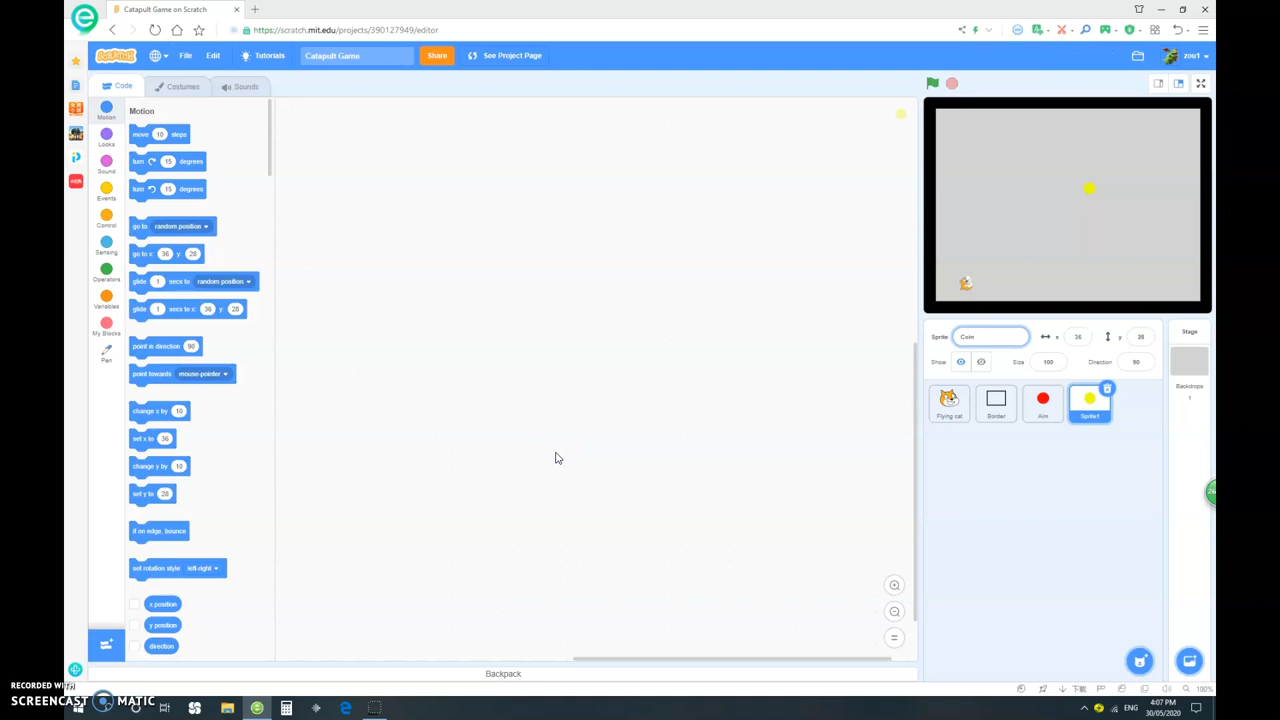 Catapult Game on Scratch
https://scratch.mit.edu/projects/390127949/editor
SCRATCH
File
Edit
Tutorials
Catapult Game
Share
See Project Page
zou1
Code
Costumes
Sounds
Motion
Motion
move 10 steps
Looks
turn 15 degrees
Sound
turn 15 degrees
Events
go to random position
Control
go to x: 36 y: 28
Sensing
glide 1 secs to random position
Operators
glide 1 secs to x: 36 y: 28
Variables
My Blocks
point in direction 90
Pen
point towards mouse-pointer
change x by 10
set x to 36
change y by 10
set y to 28
if on edge, bounce
set rotation style left-right
x position
y position
direction
Backpack
Sprite
Coin
x 36
y 28
Show
Size 100
Direction 90
Flying cat
Border
Aim
Sprite1
Stage
Backdrops
1
下載
100%
RECORDED WITH
SCREENCAST MATIC
ENG
4:07 PM
30/05/2020